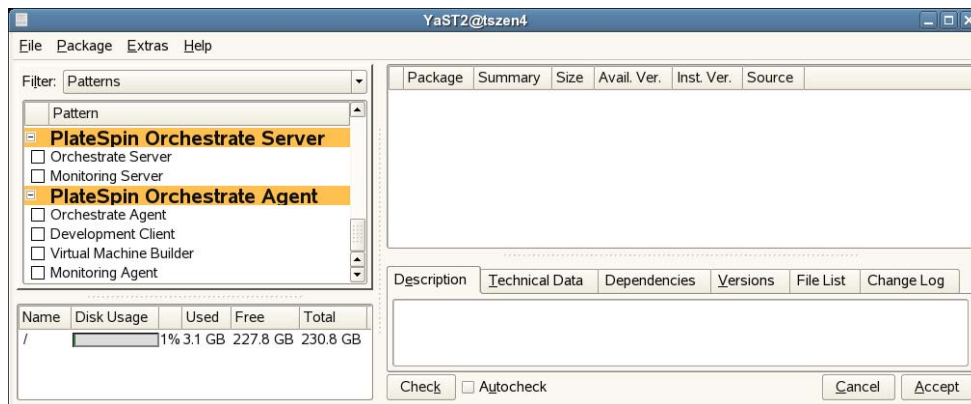 YaST2@tszen4
File Package Extras Help
Filter: Patterns
Pattern
PlateSpin Orchestrate Server
Orchestrate Server
Monitoring Server
PlateSpin Orchestrate Agent
Orchestrate Agent
Development Client
Virtual Machine Builder
Monitoring Agent
Name Disk Usage Used Free Total
/ 1% 3.1 GB 227.8 GB 230.8 GB
Package Summary Size Avail. Ver. Inst. Ver. Source
Description Technical Data Dependencies Versions File List Change Log
Check Autocheck Cancel Accept